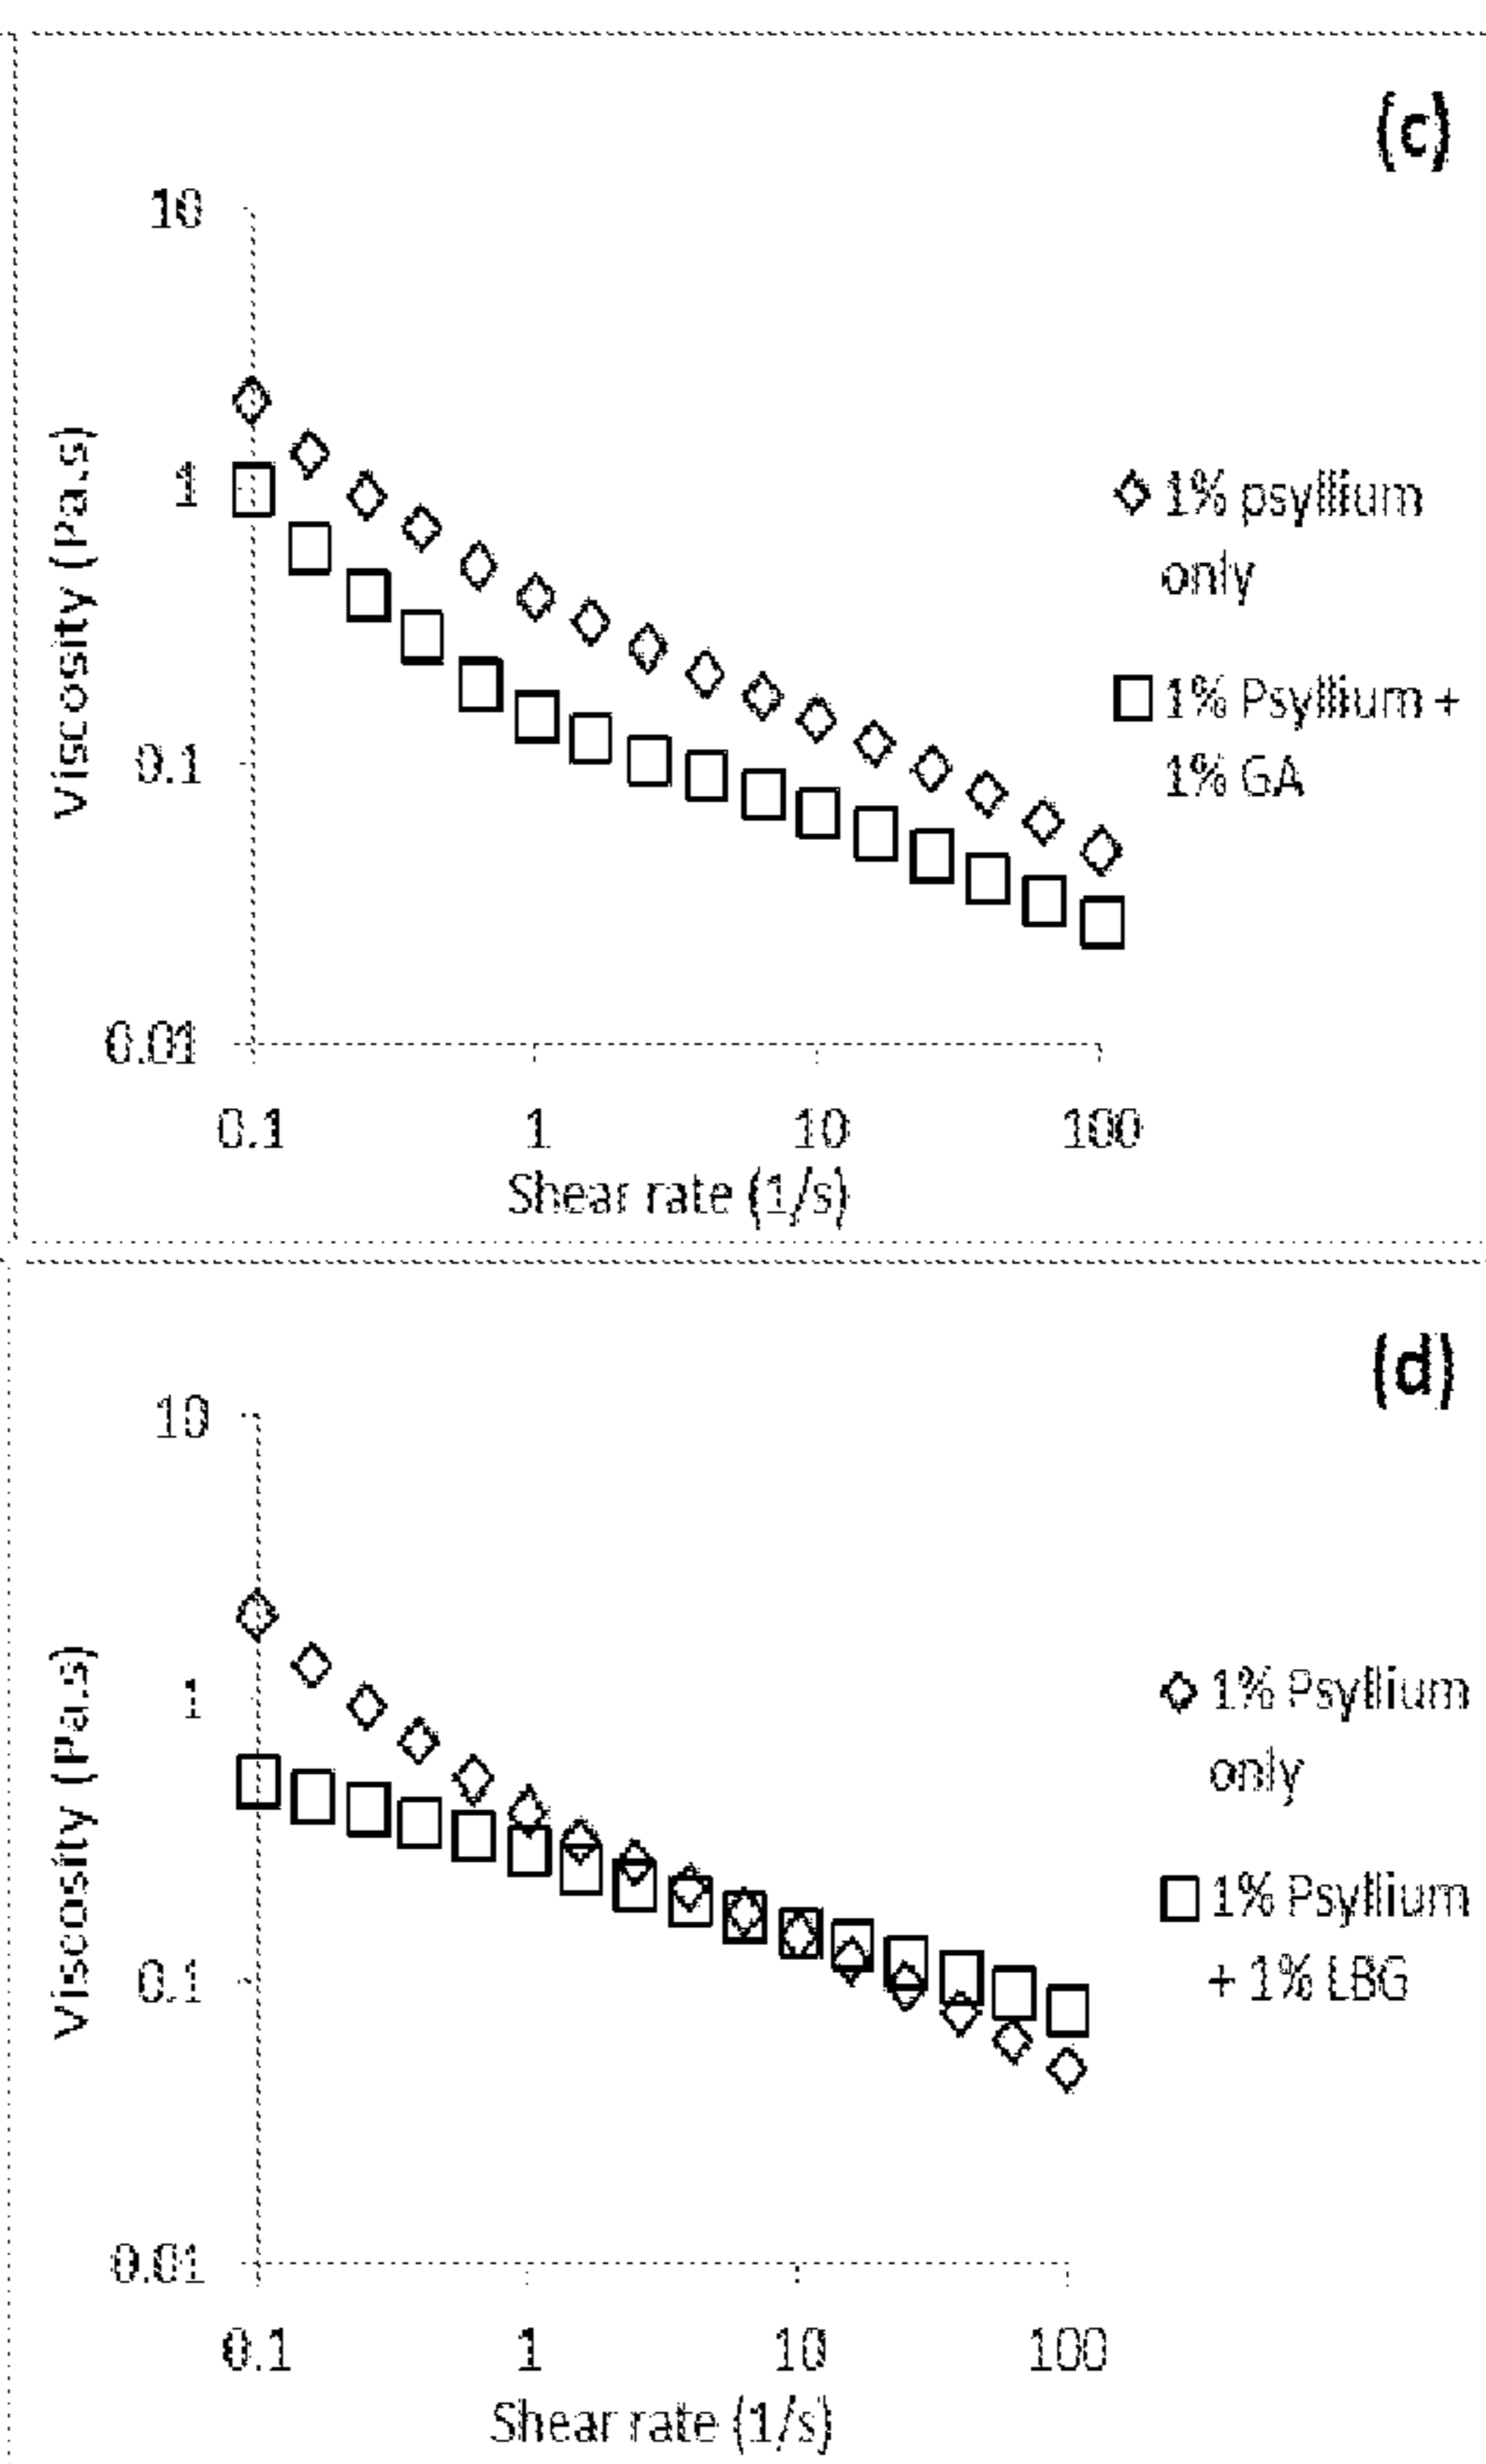 (c)
10
1
0.1
0.01
Viscosity (Pa.s)
0.1 1 10 100
Shear rate (1/s)
1% psyllium
only
1% Psyllium +
1% GA
(d)
10
1
0.1
0.01
Viscosity (Pa.s)
0.1 1 10 100
Shear rate (1/s)
1% Psyllium
only
1% Psyllium
+ 1% LBG